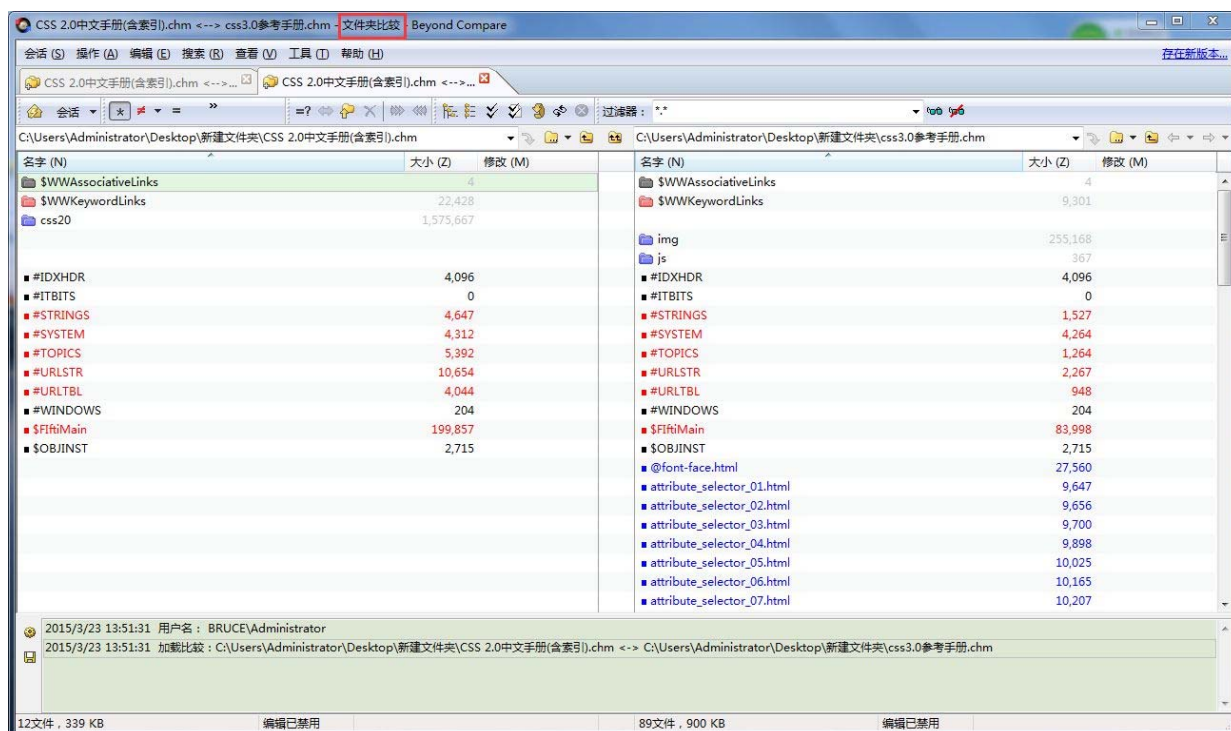 CSS 2.0中文手册(含索引).chm <--> css3.0参考手册.chm - 文件夹比较 - Beyond Compare
会话 (S) 操作 (A) 编辑 (E) 搜索 (R) 查看 (V) 工具 (T) 帮助 (H) 存在新版本...
CSS 2.0中文手册(含索引).chm <-->... CSS 2.0中文手册(含索引).chm <-->...
会话 * ≠ = » =? 过滤器： *.*
C:\Users\Administrator\Desktop\新建文件夹\CSS 2.0中文手册(含索引).chm C:\Users\Administrator\Desktop\新建文件夹\css3.0参考手册.chm
名字 (N) 大小 (Z) 修改 (M) 名字 (N) 大小 (Z) 修改 (M)
$WWAssociativeLinks 4 $WWAssociativeLinks 4
$WWKeywordLinks 22,428 $WWKeywordLinks 9,301
css20 1,575,667
img 255,168
js 367
#IDXHDR 4,096 #IDXHDR 4,096
#ITBITS 0 #ITBITS 0
#STRINGS 4,647 #STRINGS 1,527
#SYSTEM 4,312 #SYSTEM 4,264
#TOPICS 5,392 #TOPICS 1,264
#URLSTR 10,654 #URLSTR 2,267
#URLTBL 4,044 #URLTBL 948
#WINDOWS 204 #WINDOWS 204
$FIftiMain 199,857 $FIftiMain 83,998
$OBJINST 2,715 $OBJINST 2,715
@font-face.html 27,560
attribute_selector_01.html 9,647
attribute_selector_02.html 9,656
attribute_selector_03.html 9,700
attribute_selector_04.html 9,898
attribute_selector_05.html 10,025
attribute_selector_06.html 10,165
attribute_selector_07.html 10,207
2015/3/23 13:51:31 用户名： BRUCE\Administrator
2015/3/23 13:51:31 加载比较：C:\Users\Administrator\Desktop\新建文件夹\CSS 2.0中文手册(含索引).chm <-> C:\Users\Administrator\Desktop\新建文件夹\css3.0参考手册.chm
12文件，339 KB 编辑已禁用 89文件，900 KB 编辑已禁用